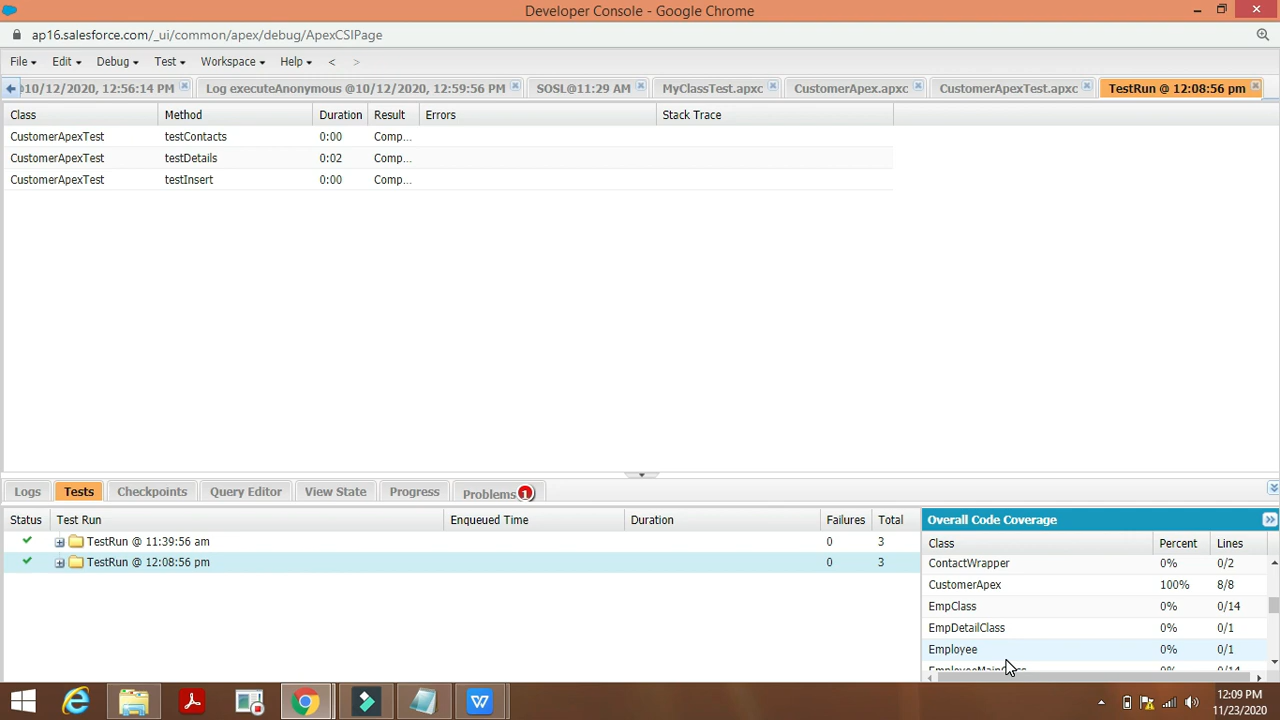 Developer Console - Google Chrome
ap16.salesforce.com/_ui/common/apex/debug/ApexCSIPage
File Edit Debug Test Workspace Help < >
10/12/2020, 12:56:14 PM Log executeAnonymous @10/12/2020, 12:59:56 PM SOSL@11:29 AM MyClassTest.apxc CustomerApex.apxc CustomerApexTest.apxc TestRun @ 12:08:56 pm
Class Method Duration Result Errors Stack Trace
CustomerApexTest testContacts 0:00 Comp...
CustomerApexTest testDetails 0:02 Comp...
CustomerApexTest testInsert 0:00 Comp...
Logs Tests Checkpoints Query Editor View State Progress Problems 1
Status Test Run Enqueued Time Duration Failures Total
TestRun @ 11:39:56 am 0 3
TestRun @ 12:08:56 pm 0 3
Overall Code Coverage
Class Percent Lines
ContactWrapper 0% 0/2
CustomerApex 100% 8/8
EmpClass 0% 0/14
EmpDetailClass 0% 0/1
Employee 0% 0/1
0% 0/14
12:09 PM
11/23/2020